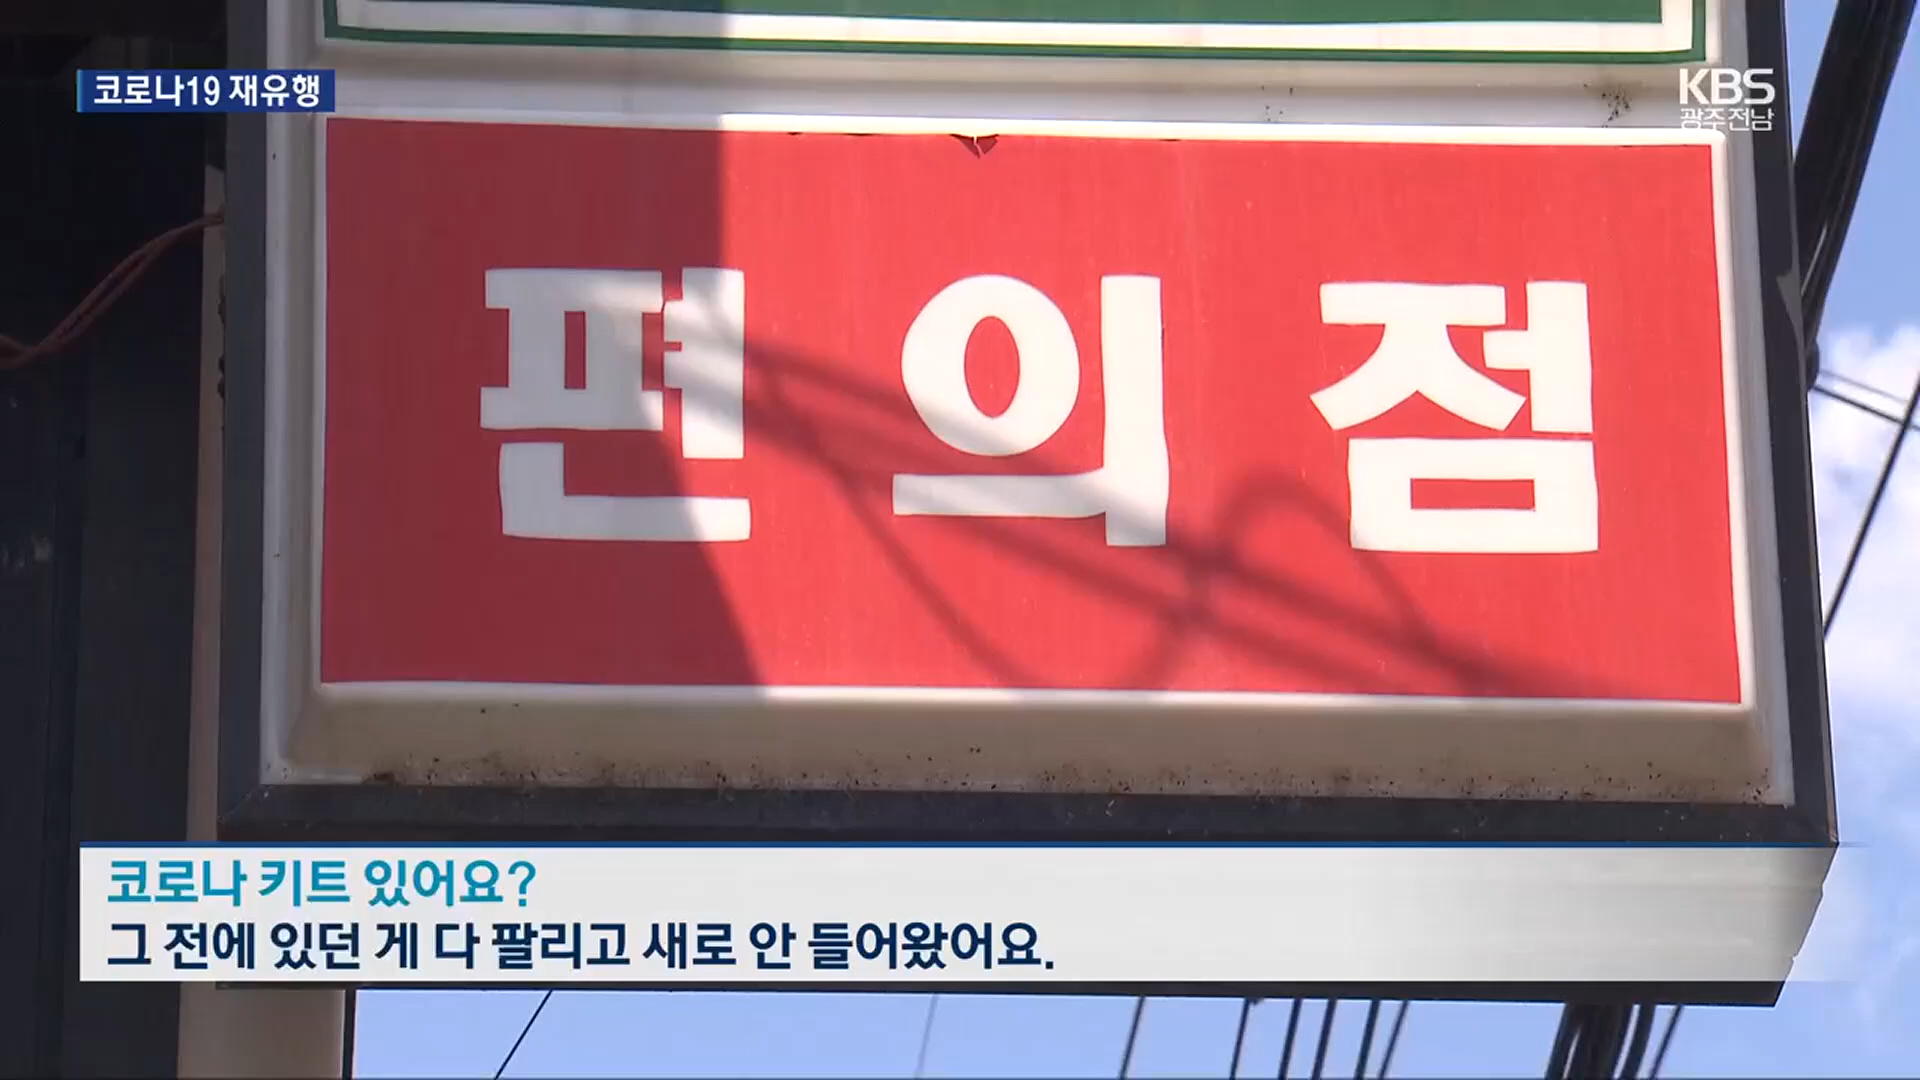 코로나19 재유행
KBS
광주전남
편의점
코로나 키트 있어요?
그 전에 있던 게 다 팔리고 새로 안 들어왔어요.